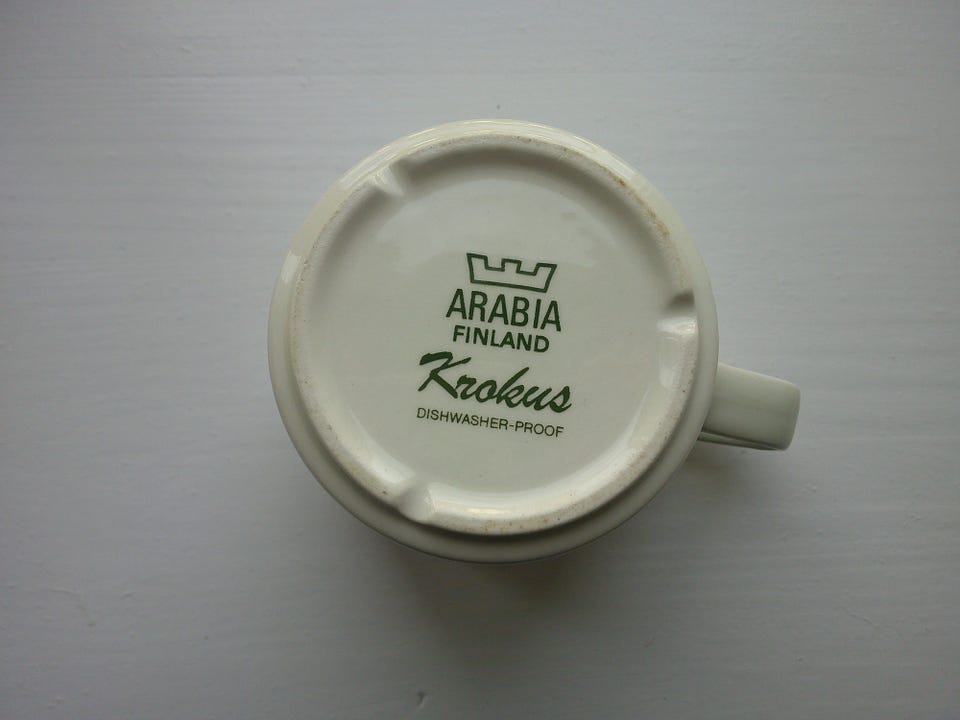 ARABIA
FINLAND
Krokus
DISHWASHER-PROOF